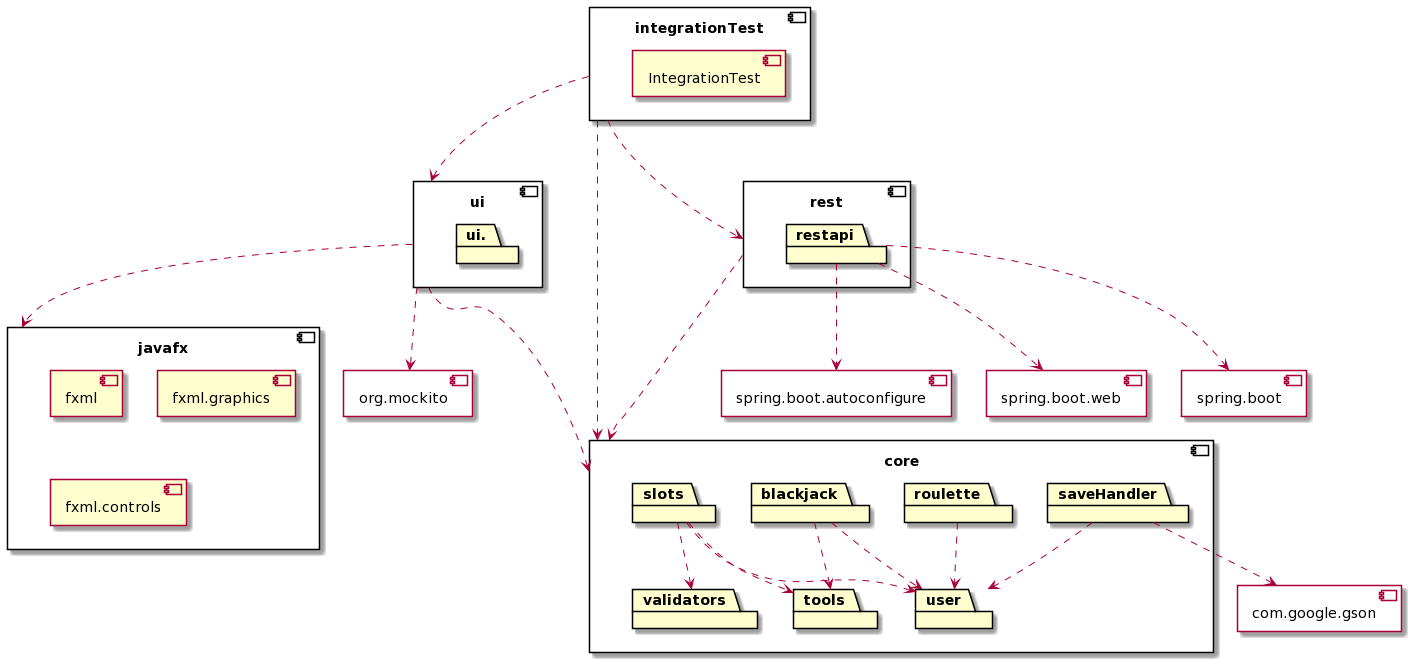 integrationTest
IntegrationTest
ui
ui.
rest
restapi
javafx
fxml
fxml.graphics
fxml.controls
org.mockito
spring.boot.autoconfigure
spring.boot.web
spring.boot
core
slots
blackjack
roulette
saveHandler
validators
tools
user
com.google.gson